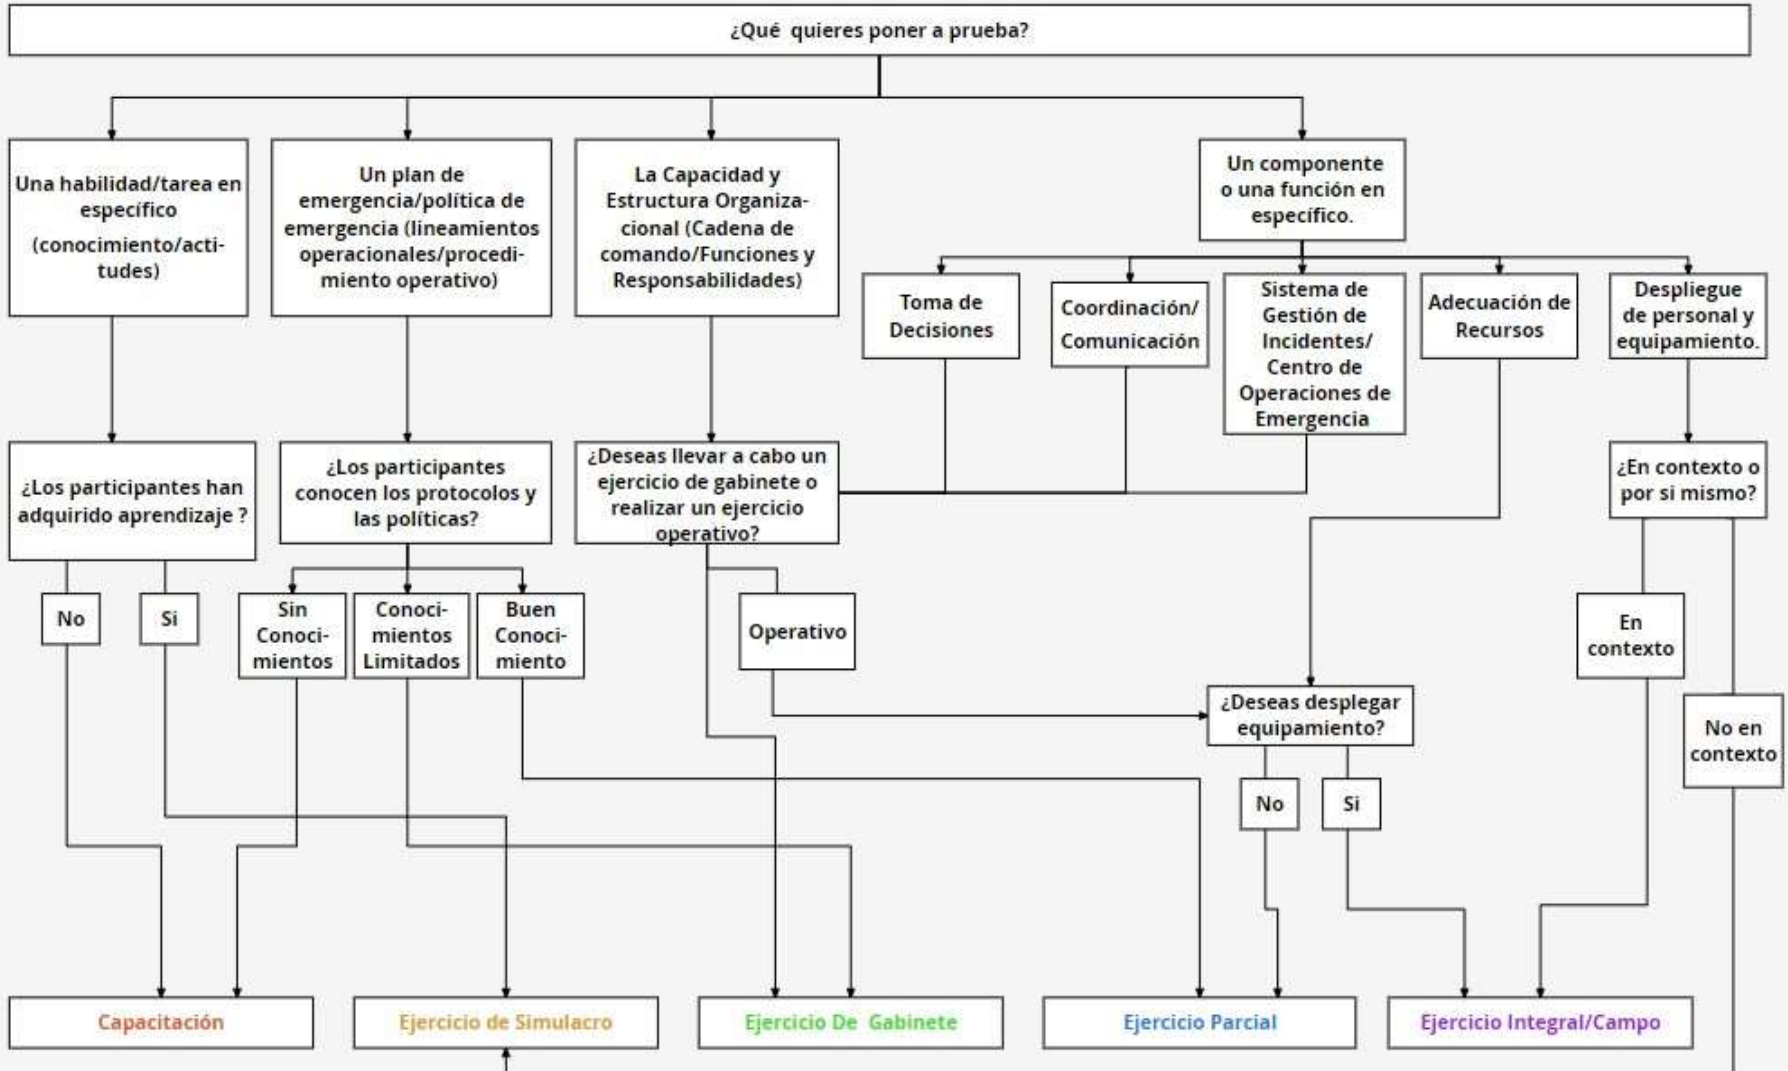 ¿Qué quieres poner a prueba?
Una habilidad/tarea en
específico
(conocimiento/acti-
tudes)
Un plan de
emergencia/política de
emergencia (lineamientos
operacionales/procedi-
miento operativo)
La Capacidad y
Estructura Organiza-
cional (Cadena de
comando/Funciones y
Responsabilidades)
Un componente
o una función en
específico.
Toma de
Decisiones
Coordinación/
Comunicación
Sistema de
Gestión de
Incidentes/
Centro de
Operaciones de
Emergencia
Adecuación de
Recursos
Despliegue
de personal y
equipamiento.
¿Los participantes han
adquirido aprendizaje ?
¿Los participantes
conocen los protocolos y
las políticas?
¿Deseas llevar a cabo un
ejercicio de gabinete o
realizar un ejercicio
operativo?
¿En contexto o
por si mismo?
No
Si
Sin
Conoci-
mientos
Conoci-
mientos
Limitados
Buen
Conoci-
miento
Operativo
En
contexto
¿Deseas desplegar
equipamiento?
No en
contexto
No
Si
Capacitación
Ejercicio de Simulacro
Ejercicio De Gabinete
Ejercicio Parcial
Ejercicio Integral/Campo